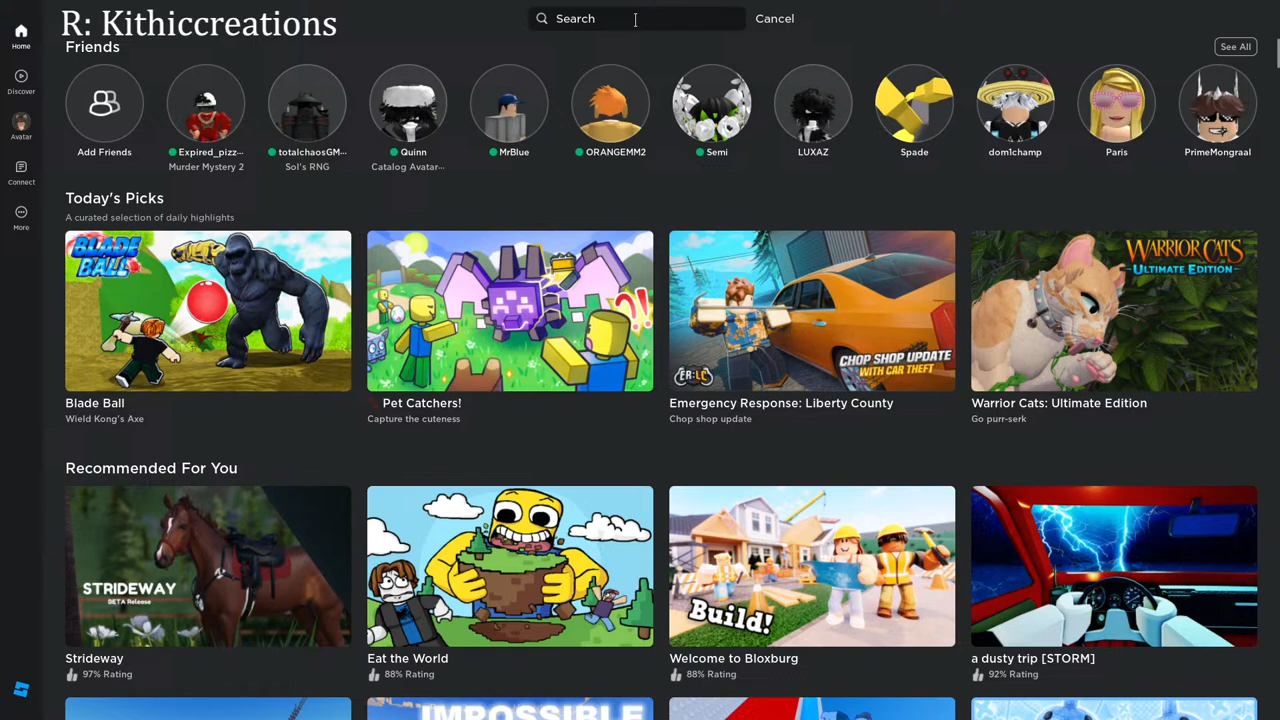 R: Kithiccreations
Search
Cancel
Home
Discover
Avatar
Connect
More
Friends
See All
Add Friends
Expired_pizz···
Murder Mystery 2
totalchaosGM···
Sol's RNG
Quinn
Catalog Avatar···
MrBlue
ORANGEMM2
Semi
LUXAZ
Spade
dom1champ
Paris
PrimeMongraal
Today's Picks
A curated selection of daily highlights
BLADE
BALL
Blade Ball
Wield Kong's Axe
?!
Pet Catchers!
Capture the cuteness
ER:LC
CHOP SHOP UPDATE
WITH CAR THEFT
Emergency Response: Liberty County
Chop shop update
WARRIOR CATS
ULTIMATE EDITION
Warrior Cats: Ultimate Edition
Go purr-serk
Recommended For You
STRIDEWAY
BETA Release
Strideway
97% Rating
Eat the World
88% Rating
Build!
Welcome to Bloxburg
88% Rating
a dusty trip [STORM]
92% Rating
IMPOSSIBLE